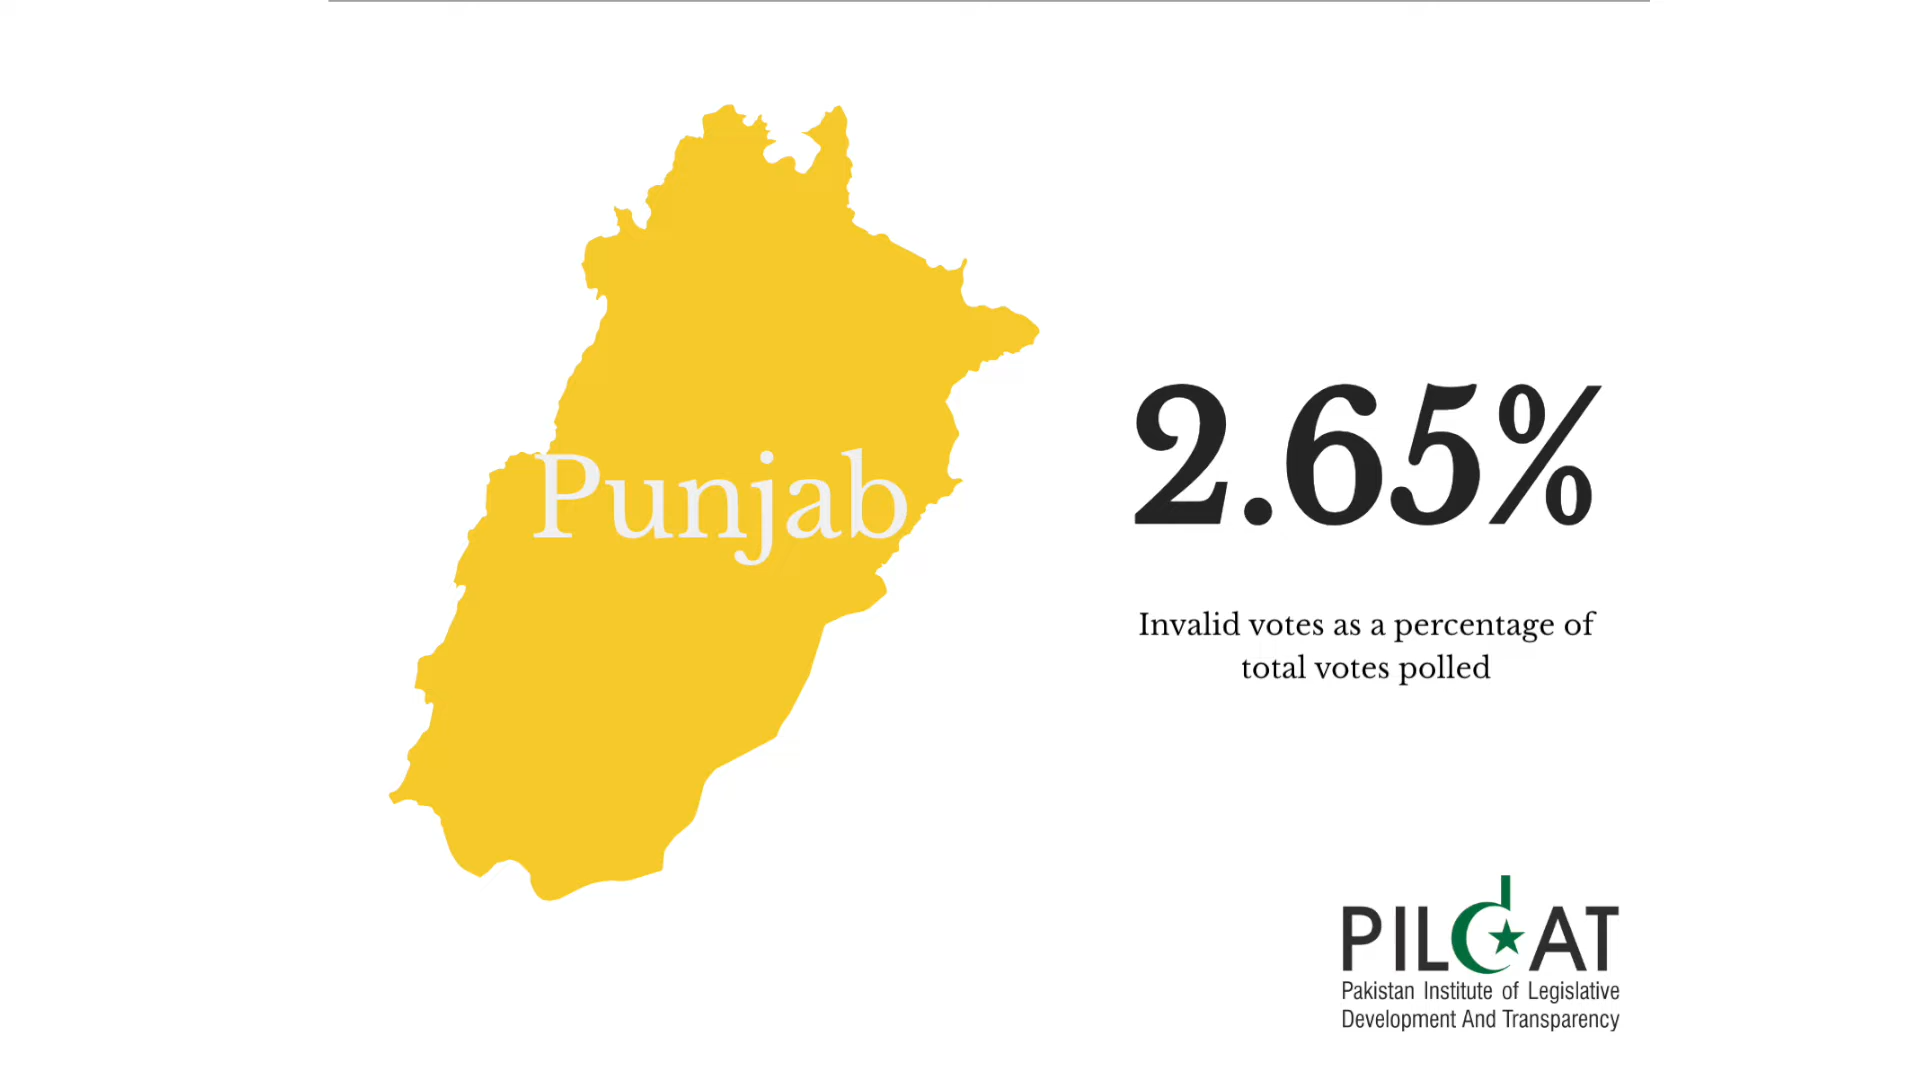 Punjab
2.65%
Invalid votes as a percentage of
total votes polled
PILDAT
Pakistan Institute of Legislative
Development And Transparency